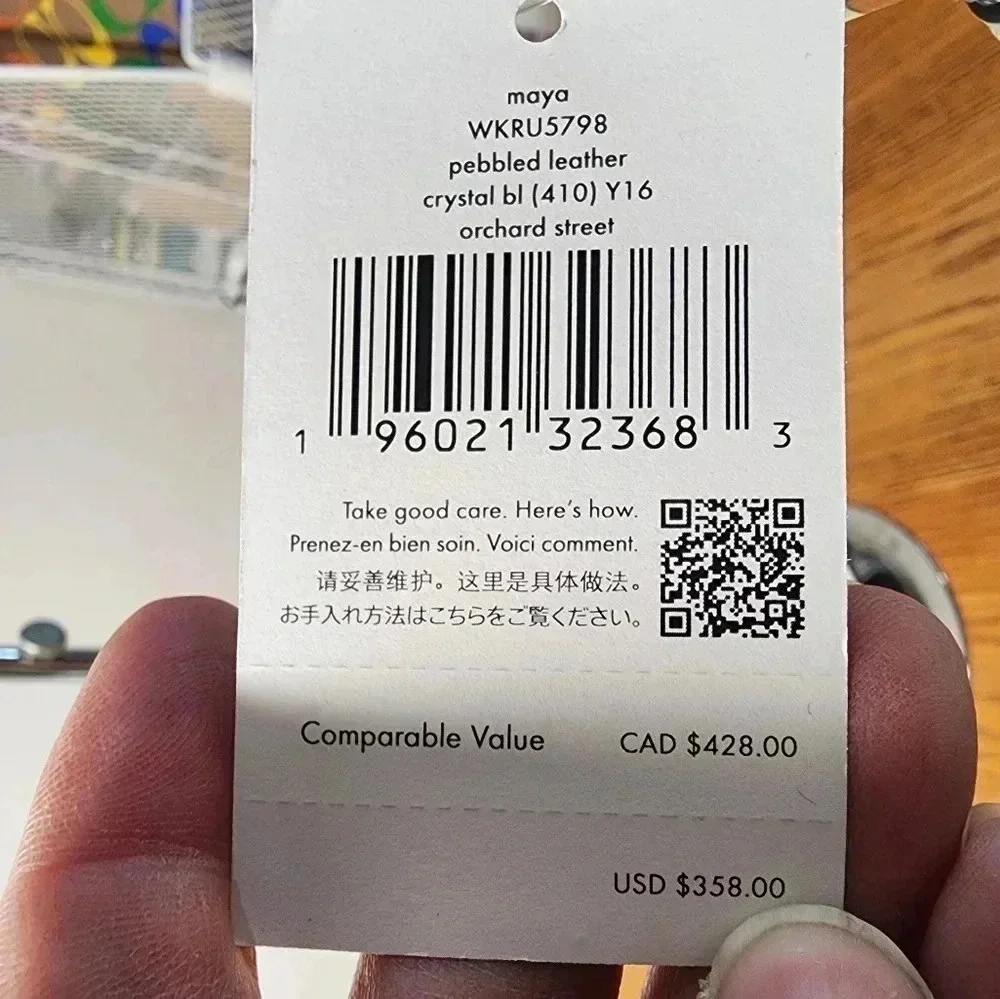 maya
WKRU5798
pebbled leather
crystal bl (410) Y16
orchard street
1 96021 32368 3
Take good care. Here's how.
Prenez-en bien soin. Voici comment.
请妥善维护。这里是具体做法。
お手入れ方法はこちらをご覧ください。
Comparable Value CAD $428.00
USD $358.00